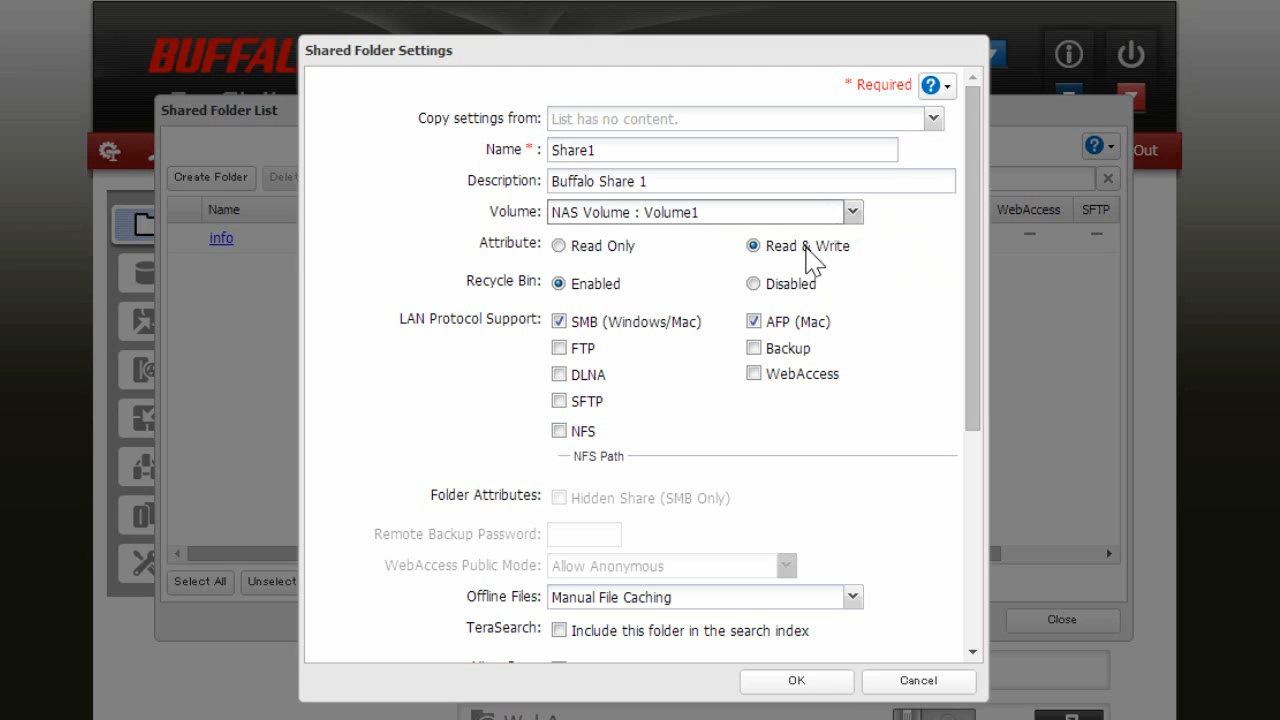 BUFFAL
Shared Folder Settings
Shared Folder List
* Required
Copy settings from: List has no content.
Out
Name * : Share1
Create Folder
Description: Buffalo Share 1
Name
Volume: NAS Volume : Volume1
WebAccess SFTP
info
Attribute: Read Only Read & Write
Recycle Bin: Enabled Disabled
LAN Protocol Support: SMB (Windows/Mac) AFP (Mac)
FTP Backup
DLNA WebAccess
SFTP
NFS
NFS Path
Folder Attributes: Hidden Share (SMB Only)
Remote Backup Password:
WebAccess Public Mode: Allow Anonymous
Select All Unselect
Offline Files: Manual File Caching
Close
TeraSearch: Include this folder in the search index
OK Cancel